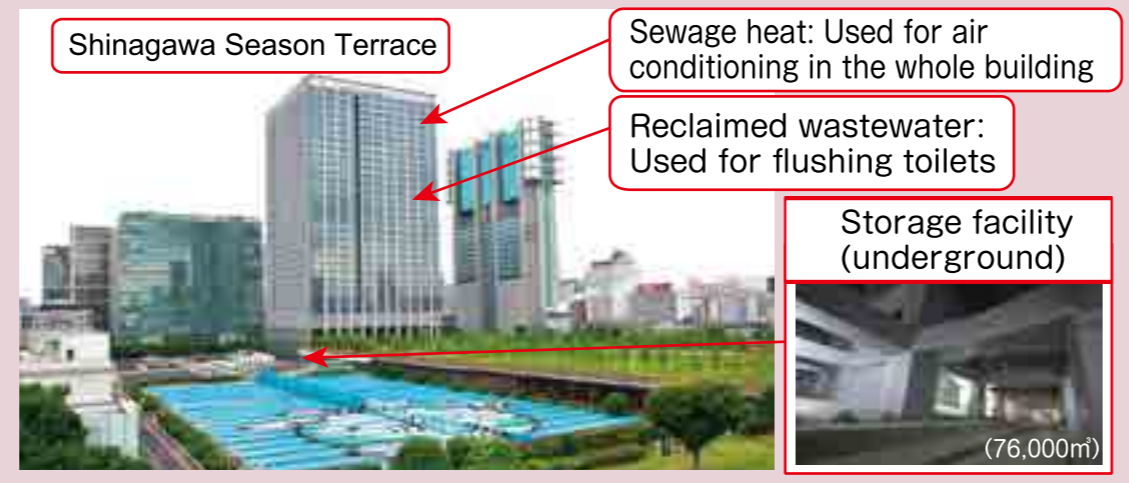 Shinagawa Season Terrace
Sewage heat: Used for air
conditioning in the whole building
Reclaimed wastewater:
Used for flushing toilets
Storage facility
(underground)
(76,000㎥)